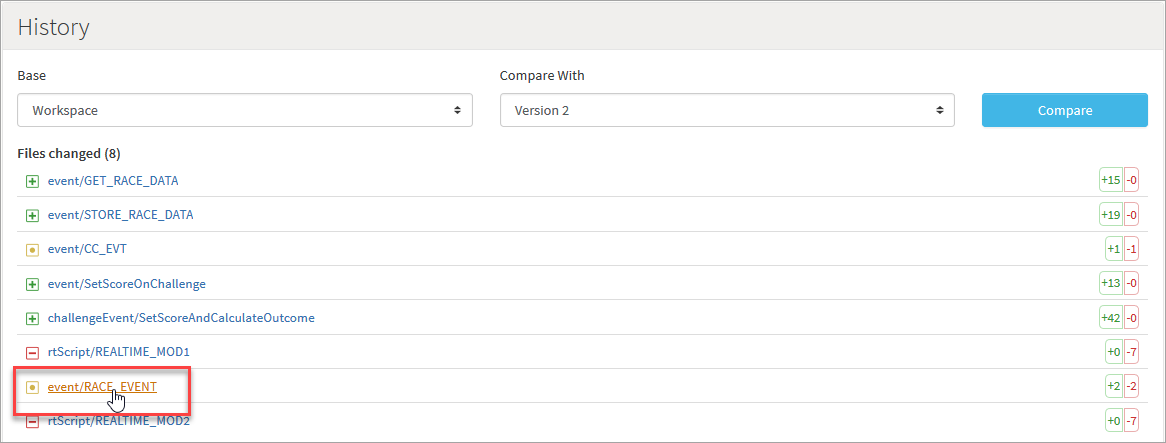 History
Base
Compare With
Workspace
Version 2
Compare
Files changed (8)
event/GET_RACE_DATA +15 -0
event/STORE_RACE_DATA +19 -0
event/CC_EVT +1 -1
event/SetScoreOnChallenge +13 -0
challengeEvent/SetScoreAndCalculateOutcome +42 -0
rtScript/REALTIME_MOD1 +0 -7
event/RACE_EVENT +2 -2
rtScript/REALTIME_MOD2 +0 -7